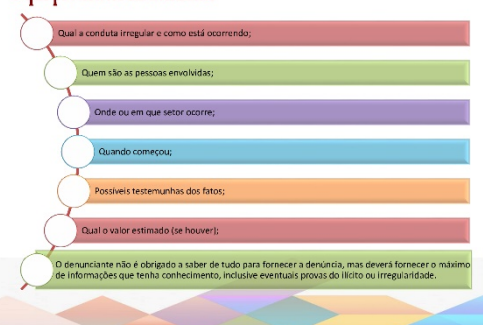 Qual a conduta irregular e como está ocorrendo;
Quem são as pessoas envolvidas;
Onde ou em que setor ocorre;
Quando começou;
Possíveis testemunhas dos fatos;
Qual o valor estimado (se houver);
O denunciante não é obrigado a saber de tudo para fornecer a denúncia, mas deverá fornecer o máximo
de informações que tenha conhecimento, inclusive eventuais provas do ilícito ou irregularidade.